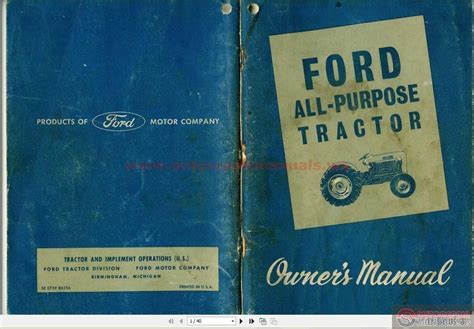 PRODUCTS OF Ford MOTOR COMPANY
TRACTOR AND IMPLEMENT OPERATIONS (U.S.)
FORD TRACTOR DIVISION FORD MOTOR COMPANY
BIRMINGHAM, MICHIGAN
PRINTED IN U.S.A.
FORD
ALL-PURPOSE
TRACTOR
Owner's Manual
1 / 40